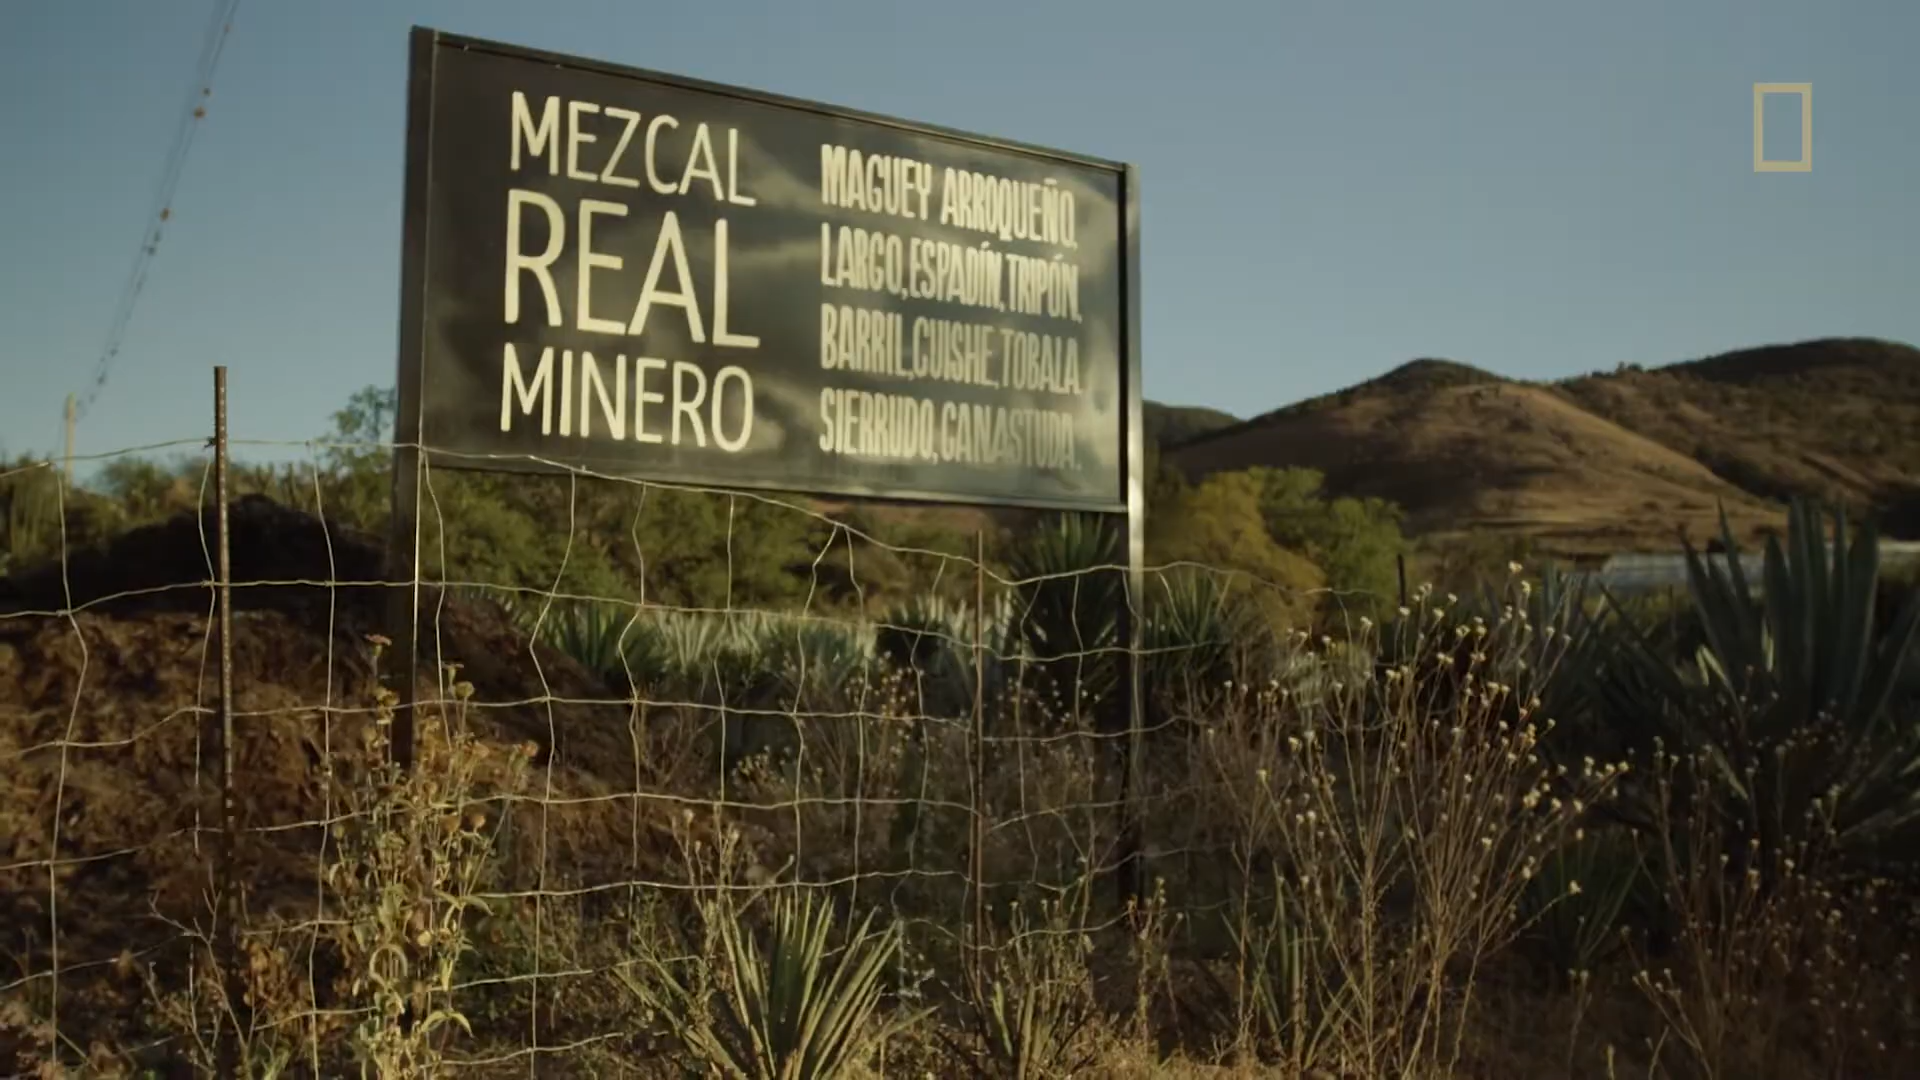 MEZCAL
REAL
MINERO
MAGUEY ARROQUEÑO,
LARGO, ESPADÍN, TRIPÓN,
BARRIL, CUISHE, TOBALA,
SIERRUDO, CANASTUDA.